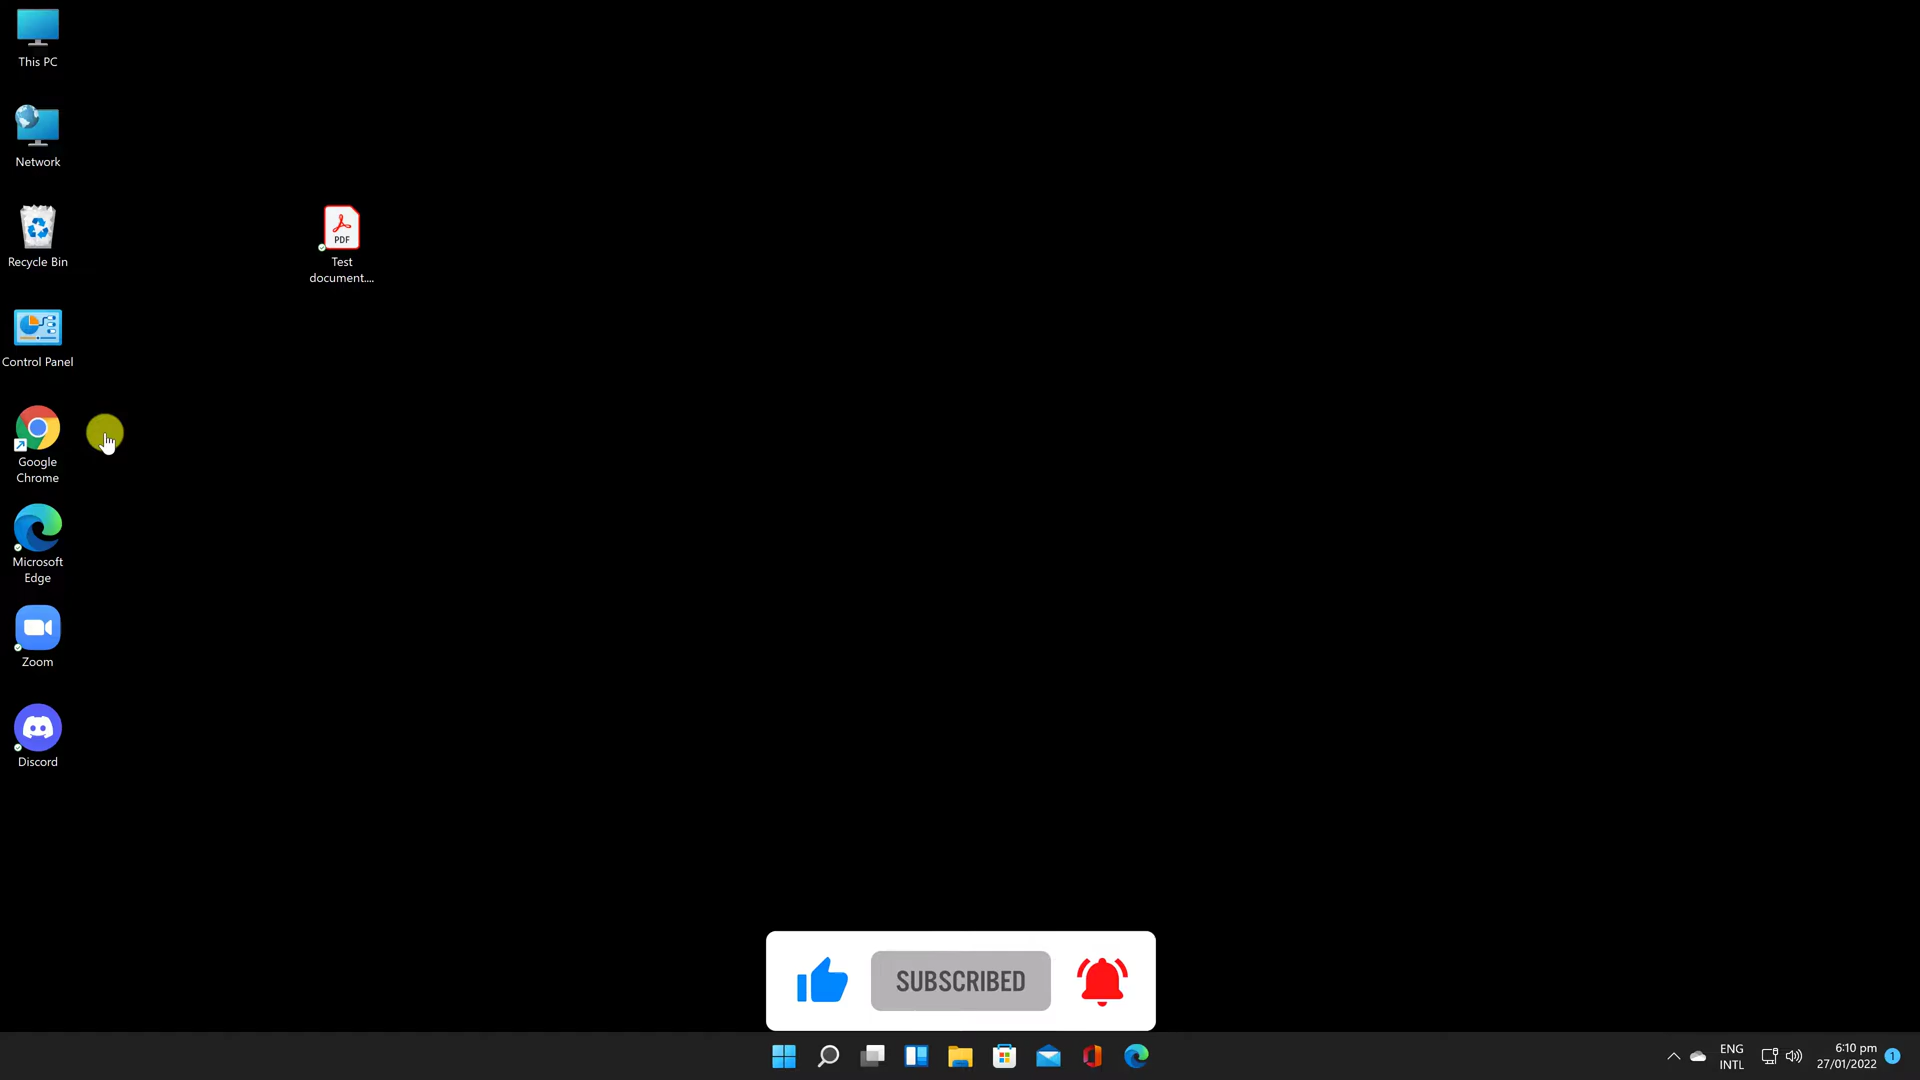 This PC
Network
Recycle Bin
PDF
Test
document....
Control Panel
Google
Chrome
Microsoft
Edge
Zoom
Discord
SUBSCRIBED
ENG
INTL
6:10 pm
27/01/2022
1